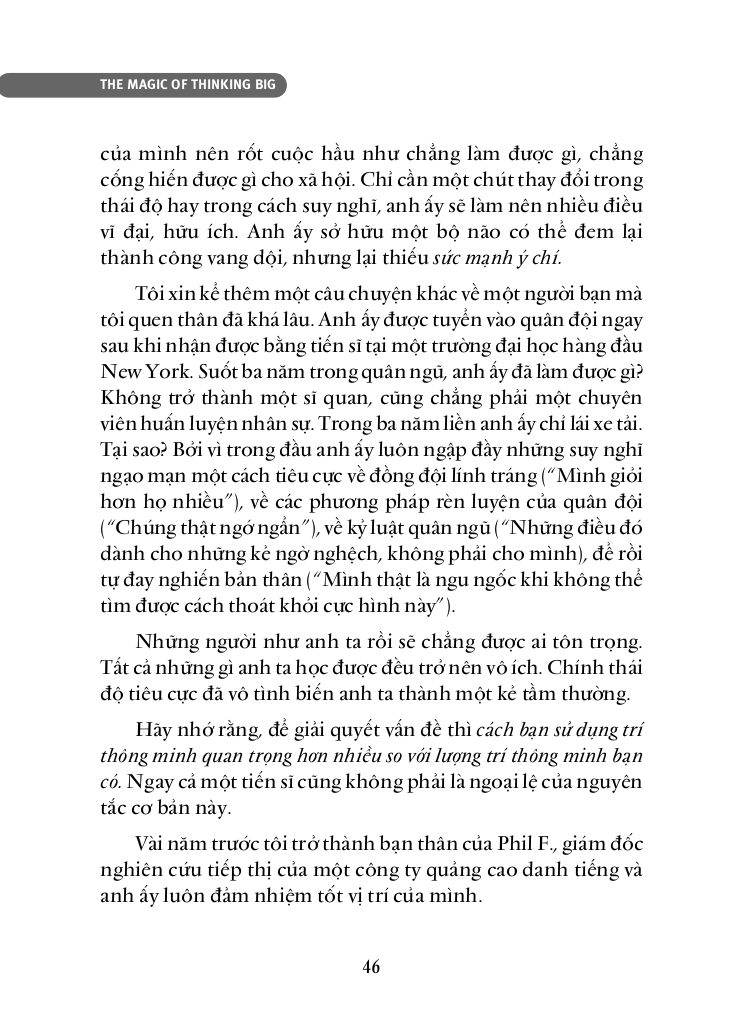 THE MAGIC OF THINKING BIG
của mình nên rốt cuộc hầu như chẳng làm được gì, chẳng
cống hiến được gì cho xã hội. Chỉ cần một chút thay đổi trong
thái độ hay trong cách suy nghĩ, anh ấy sẽ làm nên nhiều điều
vĩ đại, hữu ích. Anh ấy sở hữu một bộ não có thể đem lại
thành công vang dội, nhưng lại thiếu sức mạnh ý chí.
Tôi xin kể thêm một câu chuyện khác về một người bạn mà
tôi quen thân đã khá lâu. Anh ấy được tuyển vào quân đội ngay
sau khi nhận được bằng tiến sĩ tại một trường đại học hàng đầu
New York. Suốt ba năm trong quân ngũ, anh ấy đã làm được gì?
Không trở thành một sĩ quan, cũng chẳng phải một chuyên
viên huấn luyện nhân sự. Trong ba năm liền anh ấy chỉ lái xe tải.
Tại sao? Bởi vì trong đầu anh ấy luôn ngập đầy những suy nghĩ
ngạo mạn một cách tiêu cực về đồng đội lính tráng (“Mình giỏi
hơn họ nhiều”), về các phương pháp rèn luyện của quân đội
(“Chúng thật ngớ ngẩn”), về kỷ luật quân ngũ (“Những điều đó
dành cho những kẻ ngờ nghệch, không phải cho mình), để rồi
tự đay nghiến bản thân (“Mình thật là ngu ngốc khi không thể
tìm được cách thoát khỏi cực hình này”).
Những người như anh ta rồi sẽ chẳng được ai tôn trọng.
Tất cả những gì anh ta học được đều trở nên vô ích. Chính thái
độ tiêu cực đã vô tình biến anh ta thành một kẻ tầm thường.
Hãy nhớ rằng, để giải quyết vấn đề thì cách bạn sử dụng trí
thông minh quan trọng hơn nhiều so với lượng trí thông minh bạn
có. Ngay cả một tiến sĩ cũng không phải là ngoại lệ của nguyên
tắc cơ bản này.
Vài năm trước tôi trở thành bạn thân của Phil F., giám đốc
nghiên cứu tiếp thị của một công ty quảng cao danh tiếng và
anh ấy luôn đảm nhiệm tốt vị trí của mình.
46